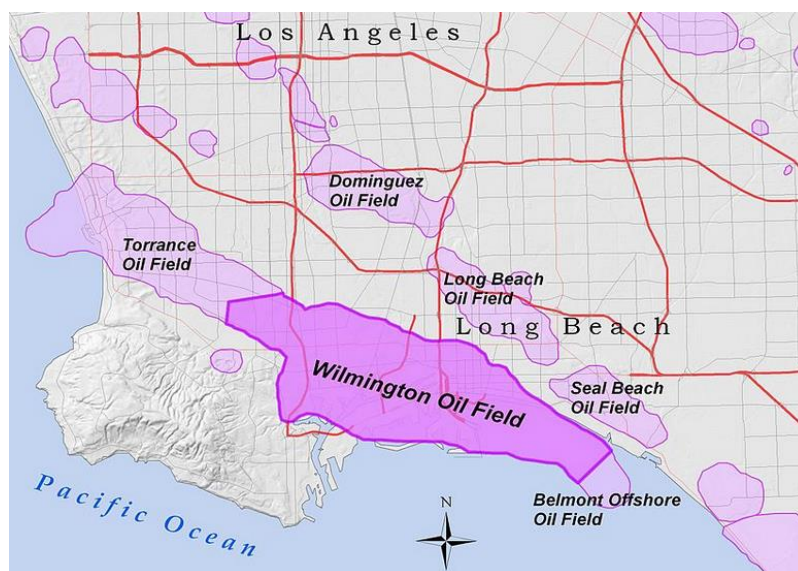 Los Angeles
Dominguez
Oil Field
Torrance
Oil Field
Long Beach
Oil Field
Long Beach
Wilmington Oil Field
Seal Beach
Oil Field
Belmont Offshore
Oil Field
Pacific Ocean
N